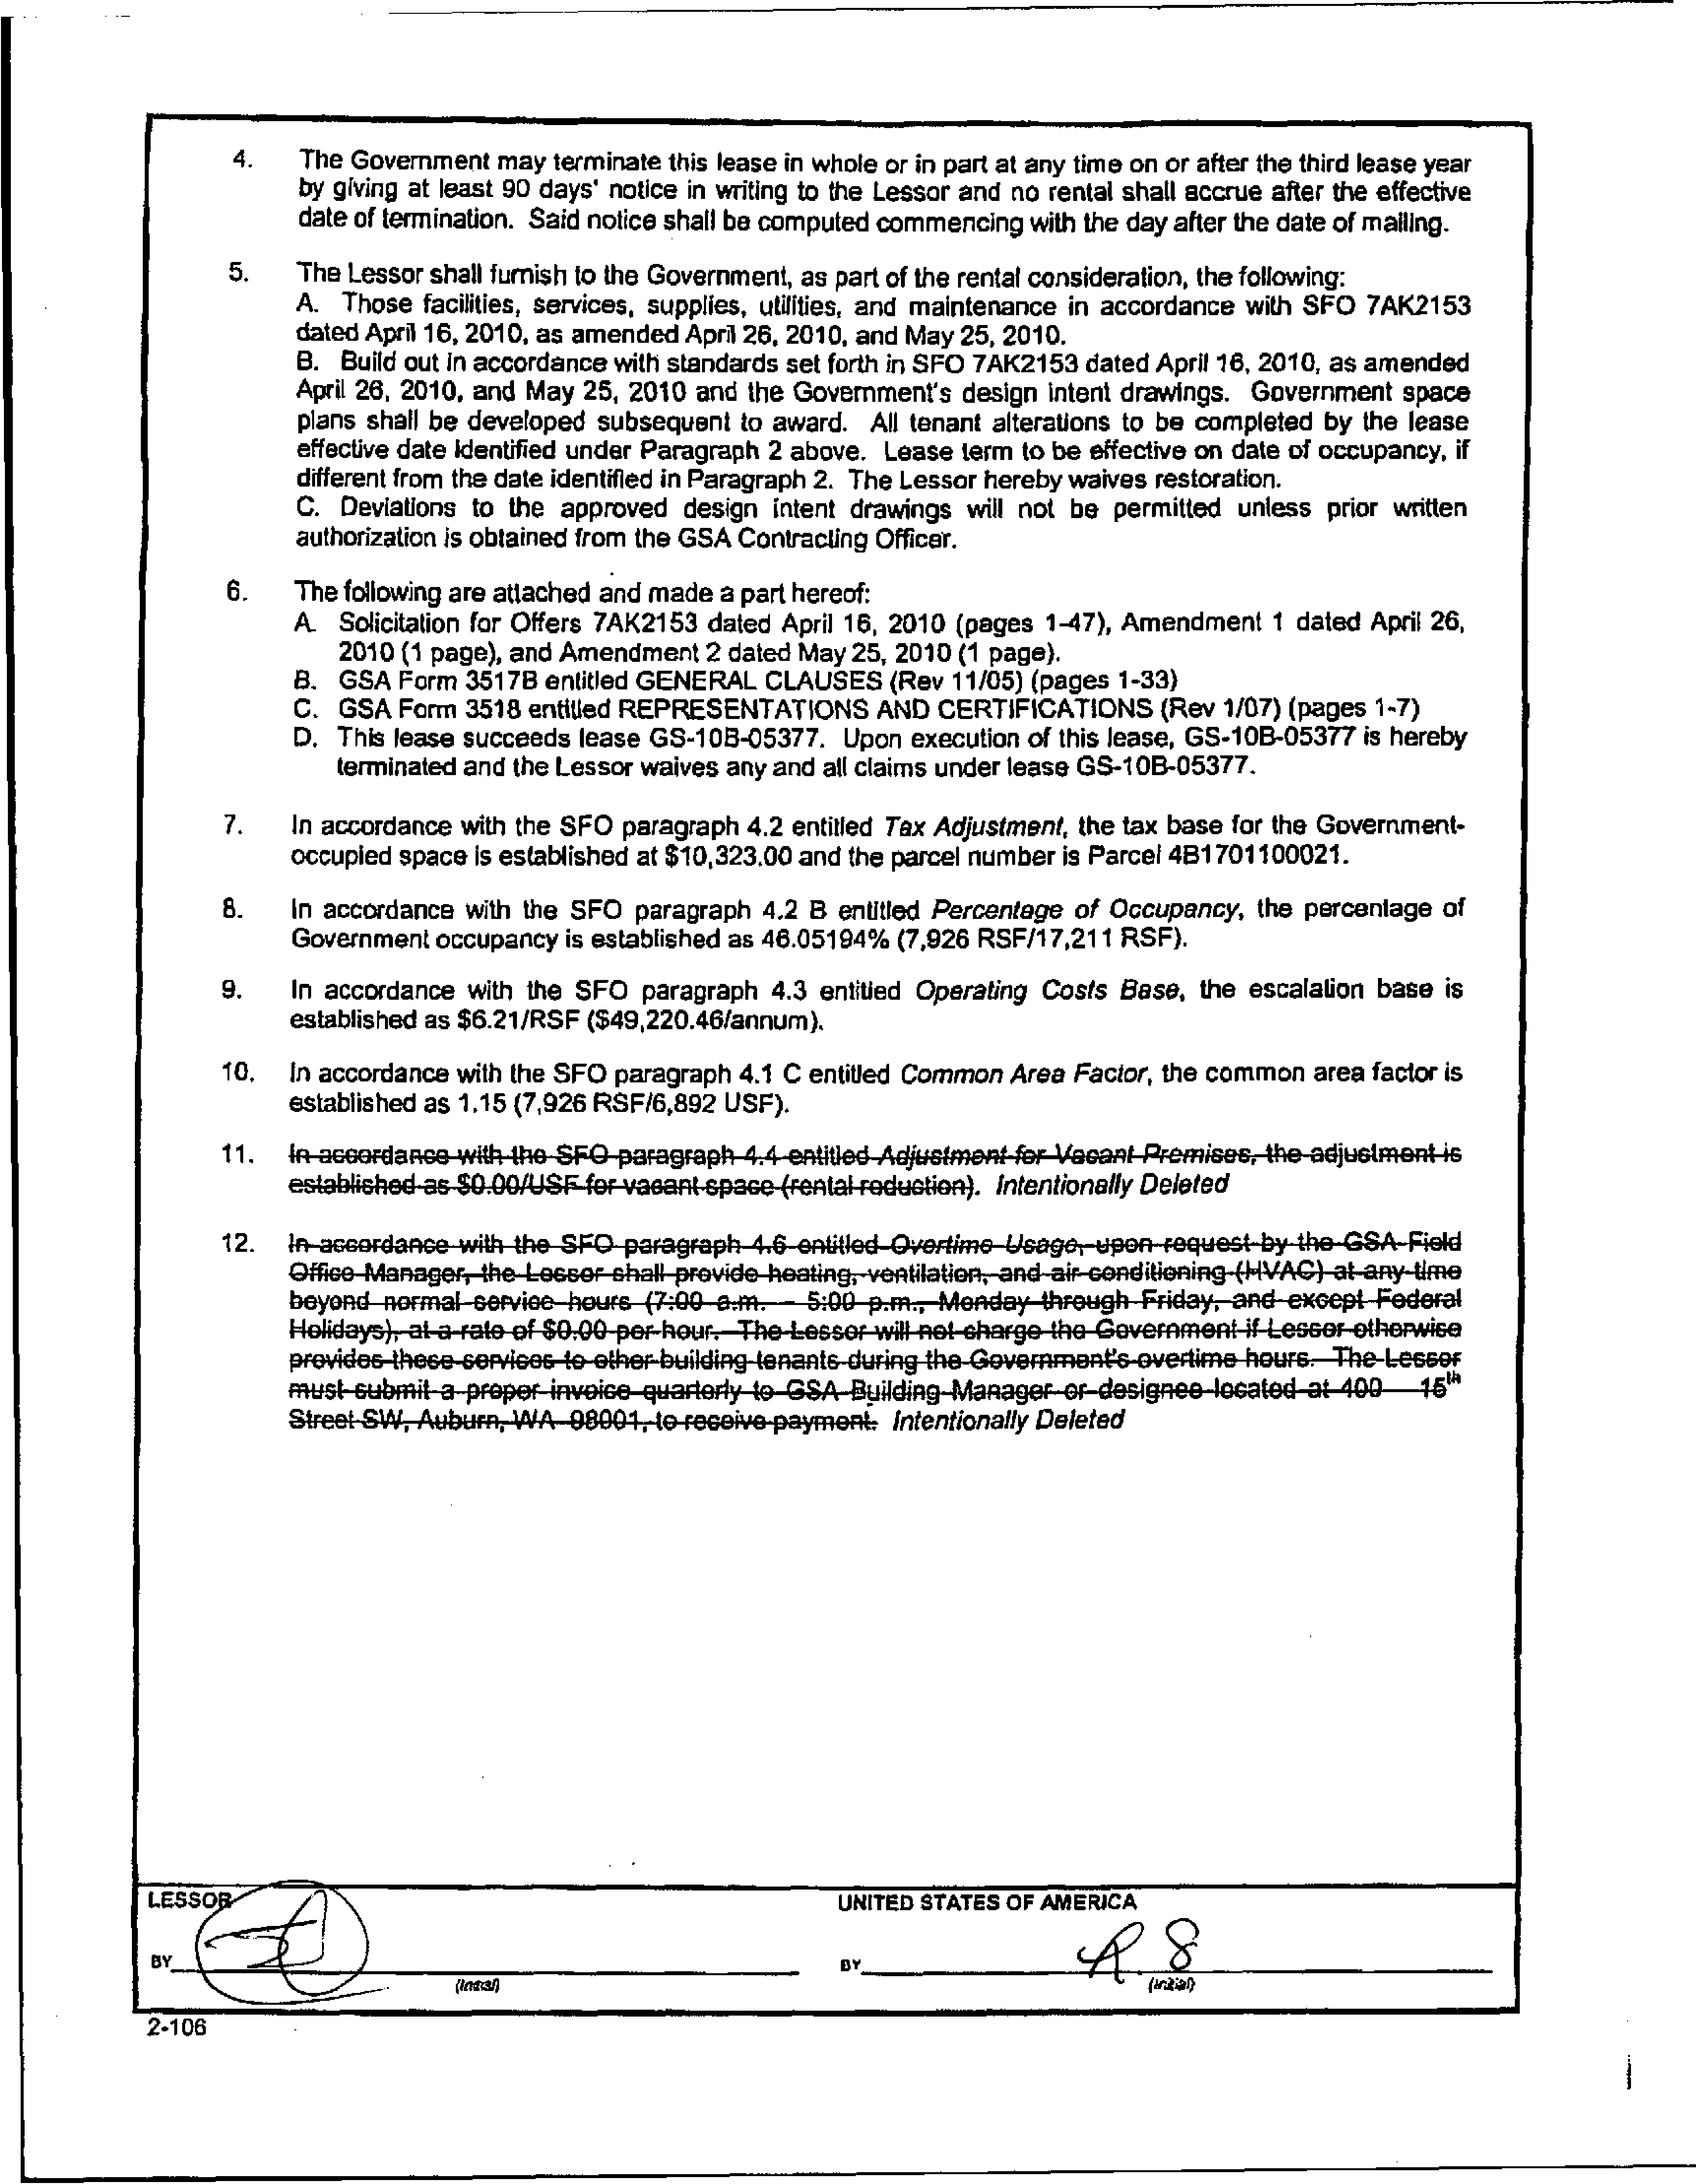 4. The Government may terminate this lease in whole or in part at any time on or after the third lease year
by giving at least 90 days' notice in writing to the Lessor and no rental shall accrue after the effective
date of termination. Said notice shall be computed commencing with the day after the date of mailing.
5. The Lessor shall furnish to the Government, as part of the rental consideration, the following:
A. Those facilities, services, supplies, utilities, and maintenance in accordance with SFO 7AK2153
dated April 16, 2010, as amended April 26, 2010, and May 25, 2010.
B. Build out in accordance with standards set forth in SFO 7AK2153 dated April 16, 2010, as amended
April 26, 2010, and May 25, 2010 and the Government's design intent drawings. Government space
plans shall be developed subsequent to award. All tenant alterations to be completed by the lease
effective date identified under Paragraph 2 above. Lease term to be effective on date of occupancy, if
different from the date identified in Paragraph 2. The Lessor hereby waives restoration.
C. Deviations to the approved design intent drawings will not be permitted unless prior written
authorization is obtained from the GSA Contracting Officer.
6. The following are attached and made a part hereof:
A. Solicitation for Offers 7AK2153 dated April 16, 2010 (pages 1-47), Amendment 1 dated April 26,
2010 (1 page), and Amendment 2 dated May 25, 2010 (1 page).
B. GSA Form 3517B entitled GENERAL CLAUSES (Rev 11/05) (pages 1-33)
C. GSA Form 3518 entitled REPRESENTATIONS AND CERTIFICATIONS (Rev 1/07) (pages 1-7)
D. This lease succeeds lease GS-10B-05377. Upon execution of this lease, GS-10B-05377 is hereby
terminated and the Lessor waives any and all claims under lease GS-10B-05377.
7. In accordance with the SFO paragraph 4.2 entitled Tax Adjustment, the tax base for the Government-
occupied space is established at $10,323.00 and the parcel number is Parcel 4B1701100021.
8. In accordance with the SFO paragraph 4.2 B entitled Percentage of Occupancy, the percentage of
Government occupancy is established as 46.05194% (7,926 RSF/17,211 RSF).
9. In accordance with the SFO paragraph 4.3 entitled Operating Costs Base, the escalation base is
established as $6.21/RSF ($49,220.46/annum).
10. In accordance with the SFO paragraph 4.1 C entitled Common Area Factor, the common area factor is
established as 1.15 (7,926 RSF/6,892 USF).
11. In accordance with the SFO paragraph 4.4 entitled Adjustment for Vacant Premises, the adjustment is
established as $0.00/USF for vacant space (rental reduction). Intentionally Deleted
12. In accordance with the SFO paragraph 4.6 entitled Overtime Usage, upon request by the GSA Field
Office Manager, the Lessor shall provide heating, ventilation, and air conditioning (HVAC) at any time
beyond normal service hours (7:00 a.m. – 5:00 p.m., Monday through Friday, and except Federal
Holidays), at a rate of $0.00 per hour. The Lessor will not charge the Government if Lessor otherwise
provides these services to other building tenants during the Government's overtime hours. The Lessor
must submit a proper invoice quarterly to GSA Building Manager or designee located at 400 15th
Street SW, Auburn, WA 98001, to receive payment. Intentionally Deleted
LESSOR
UNITED STATES OF AMERICA
BY
BY
(initial)
(initial)
2-106